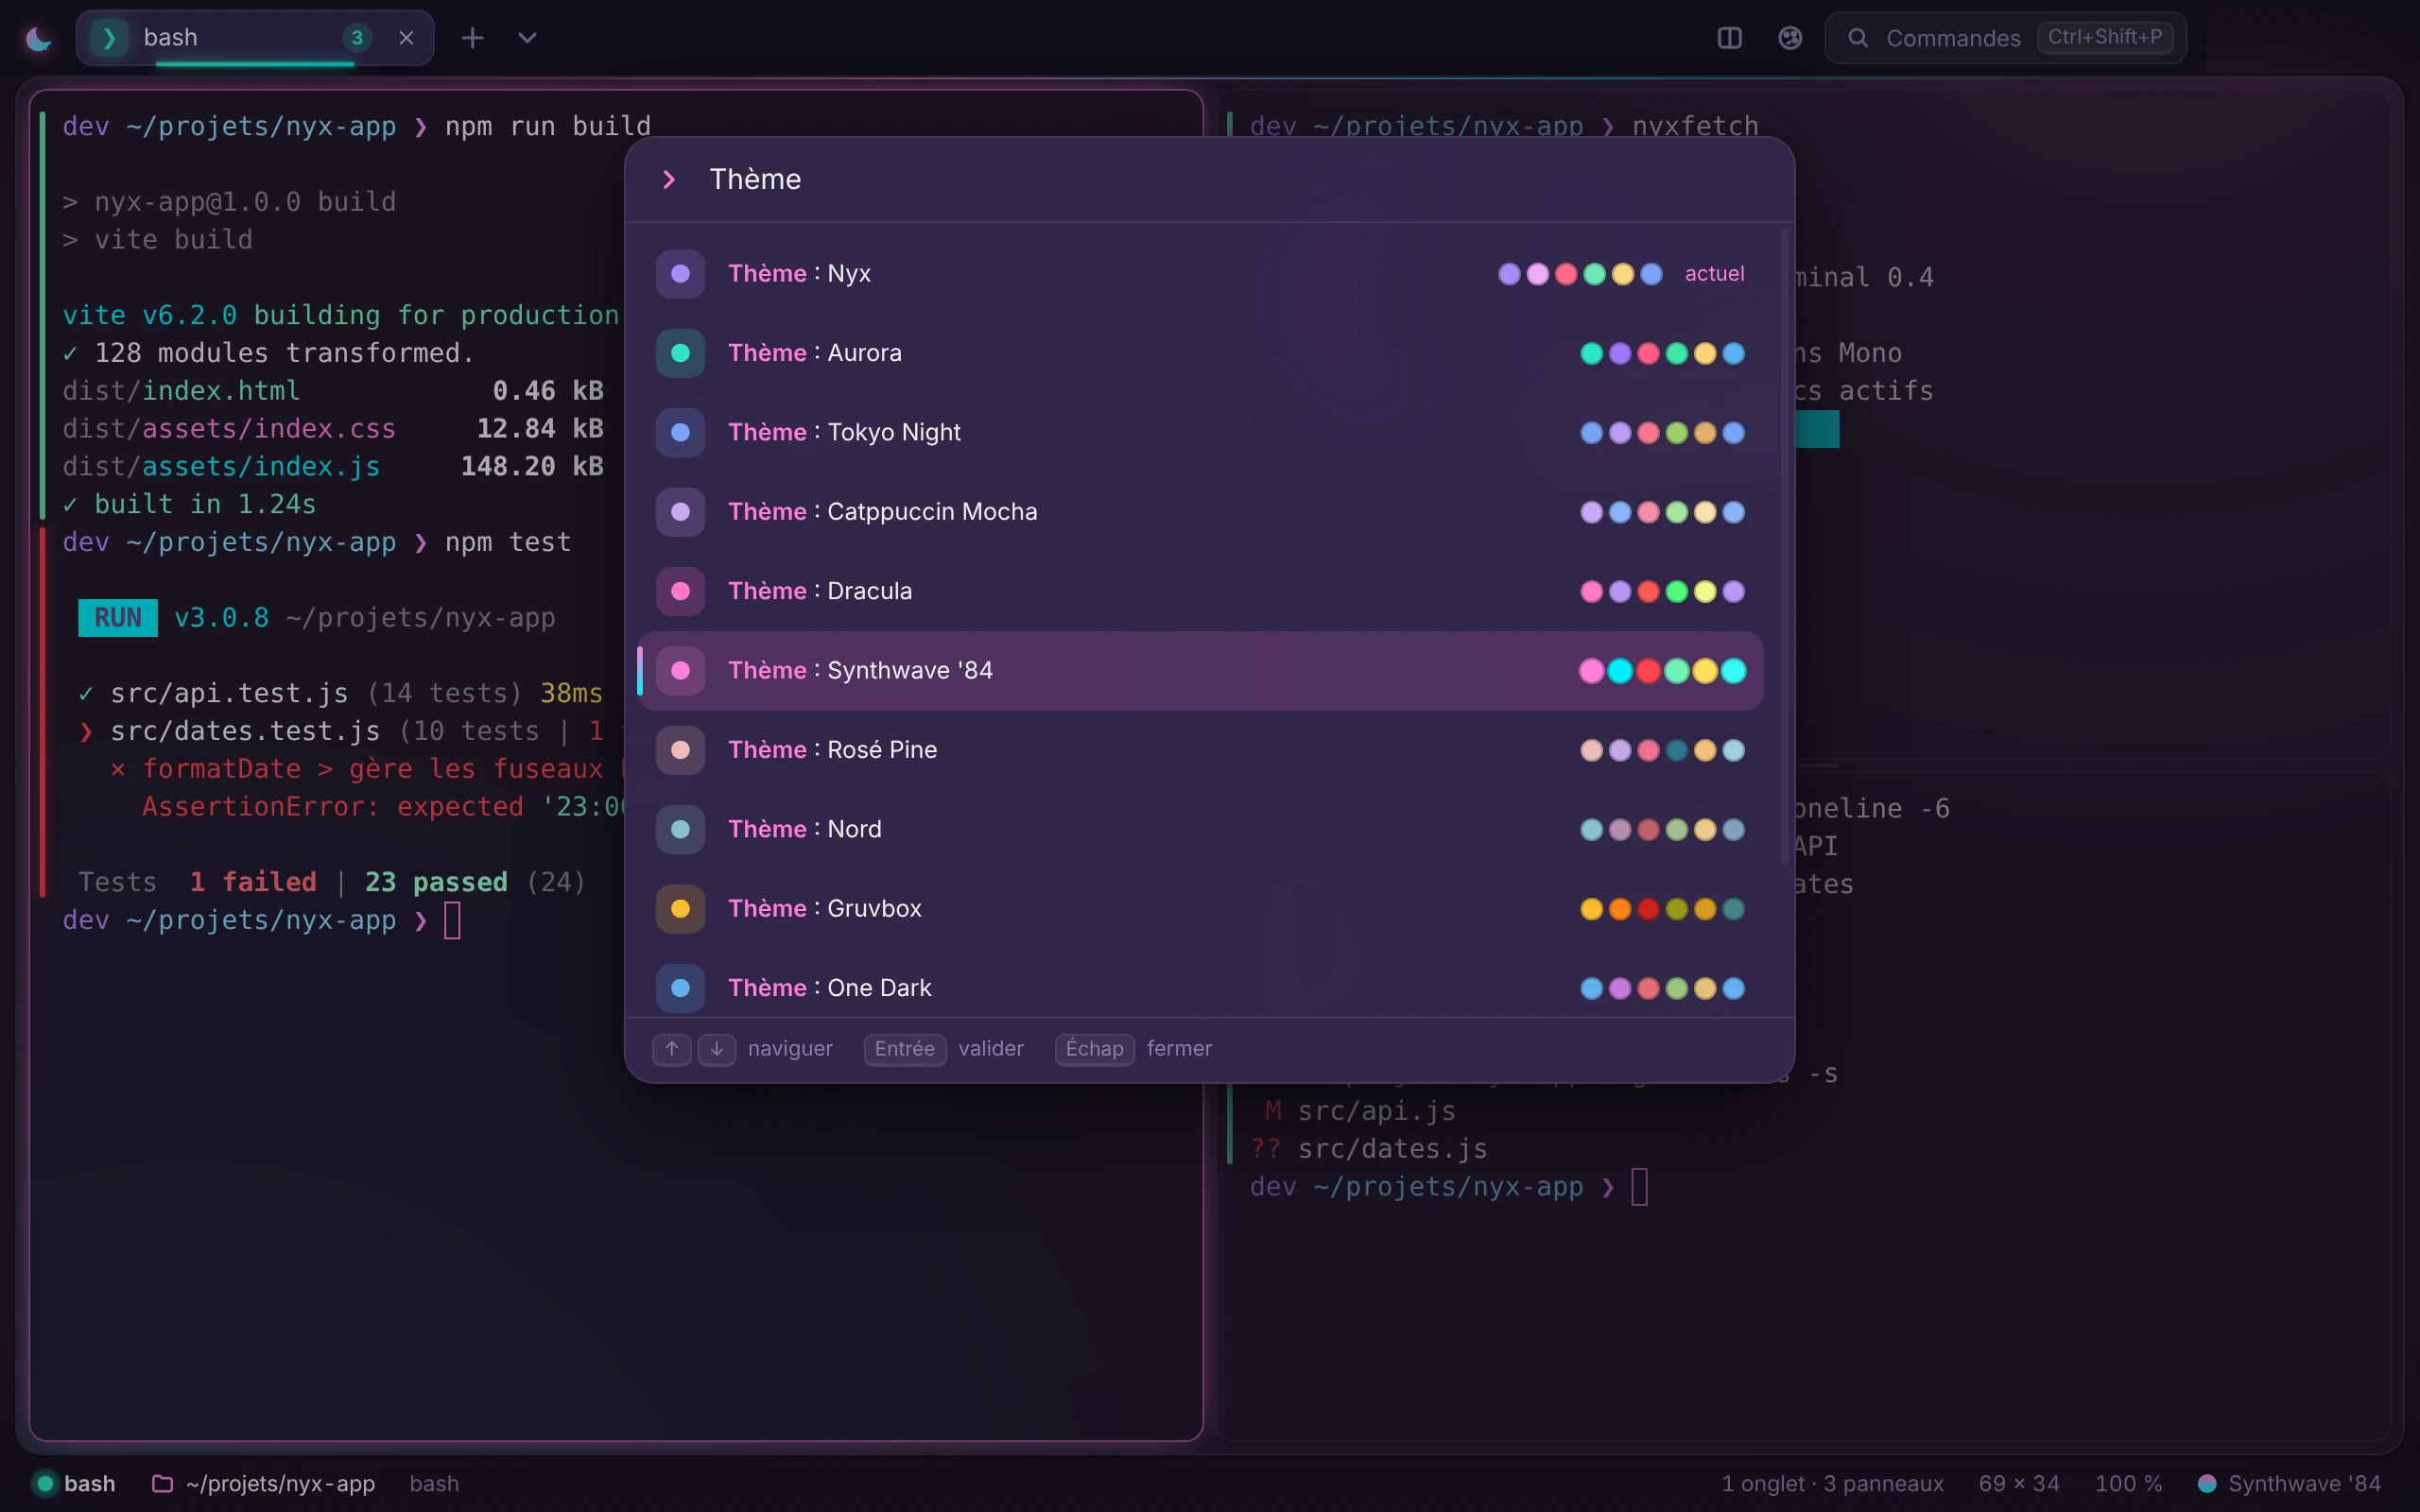 bash 3
Commandes Ctrl+Shift+P
dev ~/projets/nyx-app ❯ npm run build
> nyx-app@1.0.0 build
> vite build
vite v6.2.0 building for production
✓ 128 modules transformed.
dist/index.html 0.46 kB
dist/assets/index.css 12.84 kB
dist/assets/index.js 148.20 kB
✓ built in 1.24s
dev ~/projets/nyx-app ❯ npm test
RUN v3.0.8 ~/projets/nyx-app
✓ src/api.test.js (14 tests) 38ms
❯ src/dates.test.js (10 tests | 1
× formatDate > gère les fuseaux
AssertionError: expected '23:0
Tests 1 failed | 23 passed (24)
dev ~/projets/nyx-app ❯
dev ~/projets/nyx-app ❯ nyxfetch
0.4
Mono
actifs
-6
API
-s
M src/api.js
?? src/dates.js
dev ~/projets/nyx-app ❯
Thème
Thème : Nyx actuel
Thème : Aurora
Thème : Tokyo Night
Thème : Catppuccin Mocha
Thème : Dracula
Thème : Synthwave '84
Thème : Rosé Pine
Thème : Nord
Thème : Gruvbox
Thème : One Dark
↑ ↓ naviguer Entrée valider Échap fermer
bash ~/projets/nyx-app bash
1 onglet · 3 panneaux 69 × 34 100 % Synthwave '84